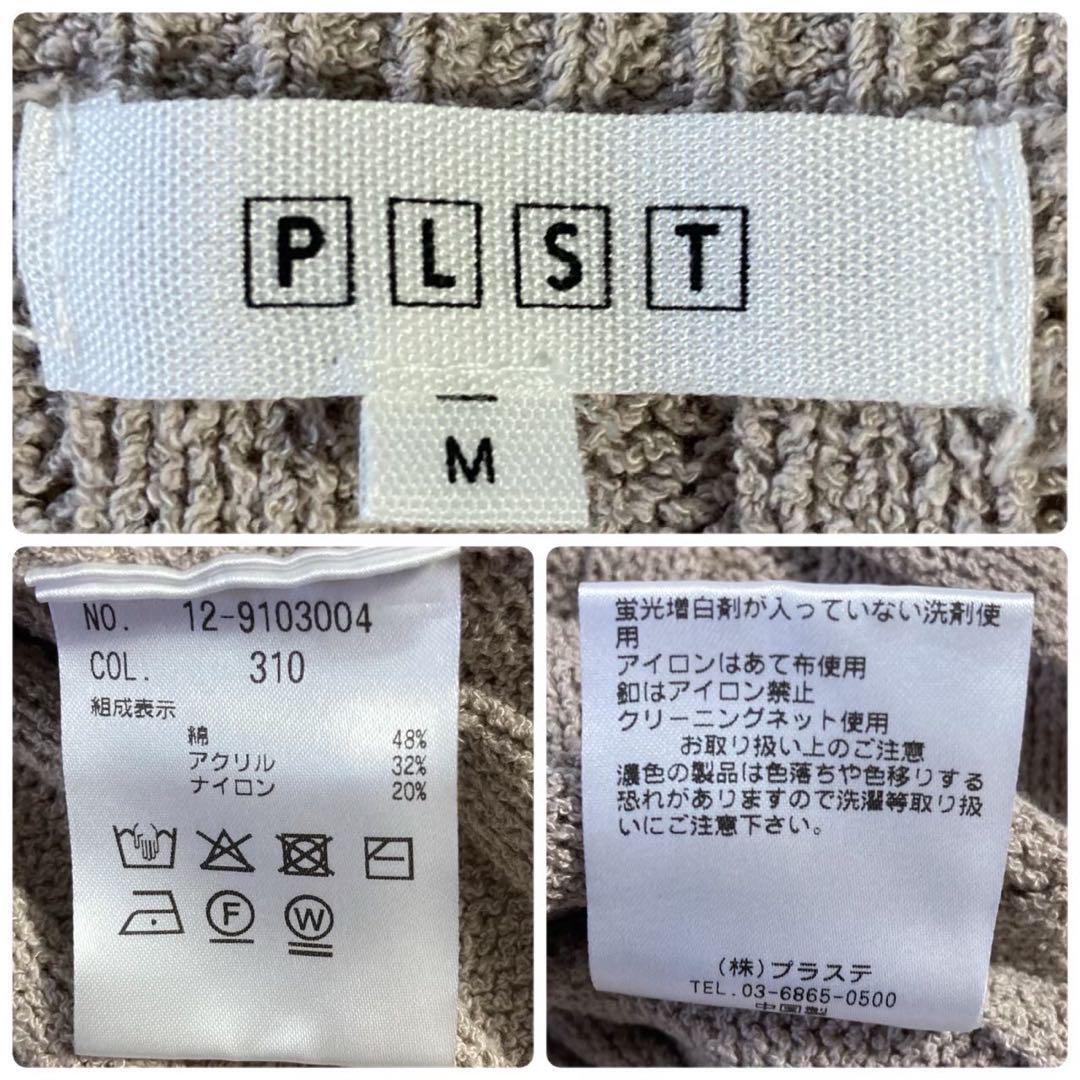 PLST
M
NO. 12-9103004
COL. 310
組成表示
綿 48%
アクリル 32%
ナイロン 20%
F W
蛍光増白剤が入っていない洗剤使
用
アイロンはあて布使用
釦はアイロン禁止
クリーニングネット使用
お取り扱い上のご注意
濃色の製品は色落ちや色移りする
恐れがありますので洗濯等取り扱
いにご注意下さい。
(株)プラステ
TEL.03-6865-0500
中国製